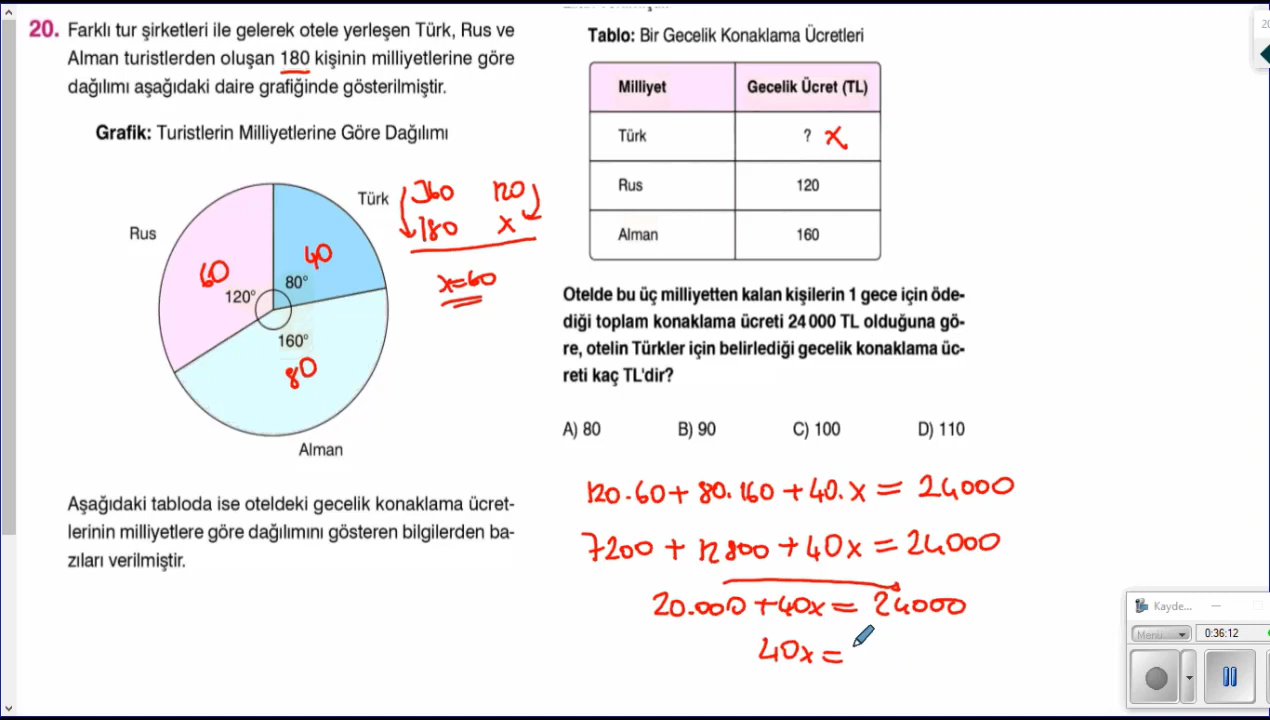 20. Farklı tur şirketleri ile gelerek otele yerleşen Türk, Rus ve
Alman turistlerden oluşan 180 kişinin milliyetlerine göre
dağılımı aşağıdaki daire grafiğinde gösterilmiştir.
Grafik: Turistlerin Milliyetlerine Göre Dağılımı
Türk
Rus
Alman
120°
80°
160°
60
40
80
360 120
180 x
x=60
Aşağıdaki tabloda ise oteldeki gecelik konaklama ücret-
lerinin milliyetlere göre dağılımını gösteren bilgilerden ba-
zıları verilmiştir.
Tablo: Bir Gecelik Konaklama Ücretleri
Milliyet Gecelik Ücret (TL)
Türk ? x
Rus 120
Alman 160
Otelde bu üç milliyetten kalan kişilerin 1 gece için öde-
diği toplam konaklama ücreti 24 000 TL olduğuna gö-
re, otelin Türkler için belirlediği gecelik konaklama üc-
reti kaç TL'dir?
A) 80 B) 90 C) 100 D) 110
120.60+ 80.160 +40.x = 24000
7200 + 12800 +40x = 24000
20.000 +40x = 24000
40x =
Kayde...
Menu
0:36:12